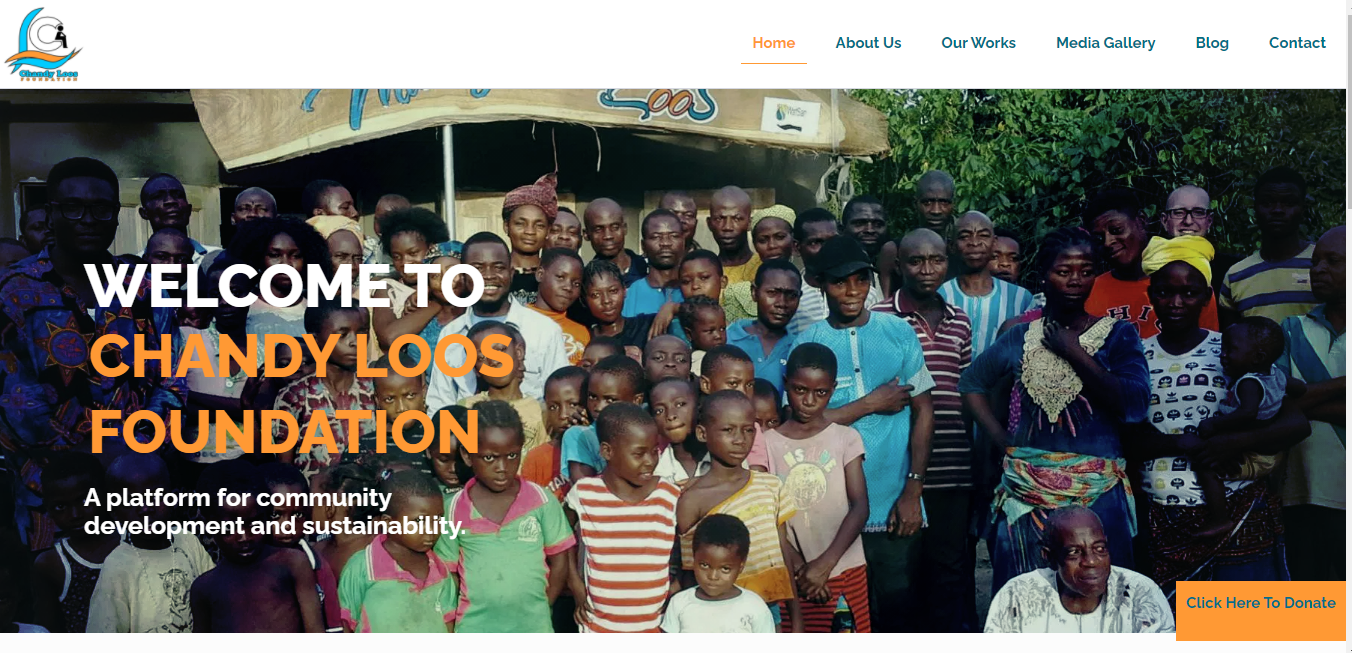 Chandy Loos
FOUNDATION
Home
About Us
Our Works
Media Gallery
Blog
Contact
Loos
WELCOME TO
CHANDY LOOS
FOUNDATION
A platform for community
development and sustainability.
Click Here To Donate